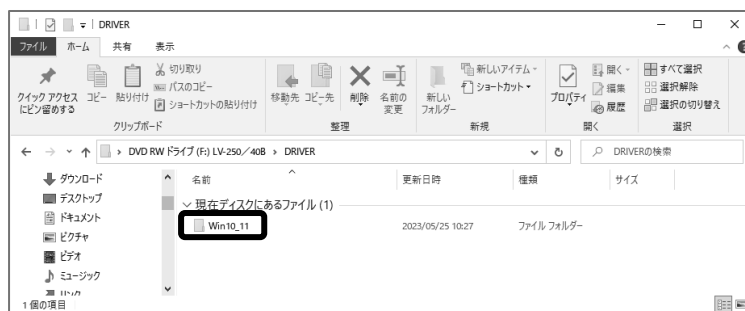 DRIVER
ファイル ホーム 共有 表示
クイック アクセスにピン留めする
コピー
貼り付け
切り取り
パスのコピー
ショートカットの貼り付け
クリップボード
移動先
コピー先
削除
名前の変更
整理
新しいフォルダー
新しいアイテム
ショートカット
新規
プロパティ
開く
編集
履歴
開く
すべて選択
選択解除
選択の切り替え
選択
DVD RW ドライブ (F:) LV-250/40B › DRIVER
DRIVERの検索
ダウンロード
デスクトップ
ドキュメント
ピクチャ
ビデオ
ミュージック
名前 更新日時 種類 サイズ
現在ディスクにあるファイル (1)
Win10_11 2023/05/25 10:27 ファイル フォルダー
1 個の項目